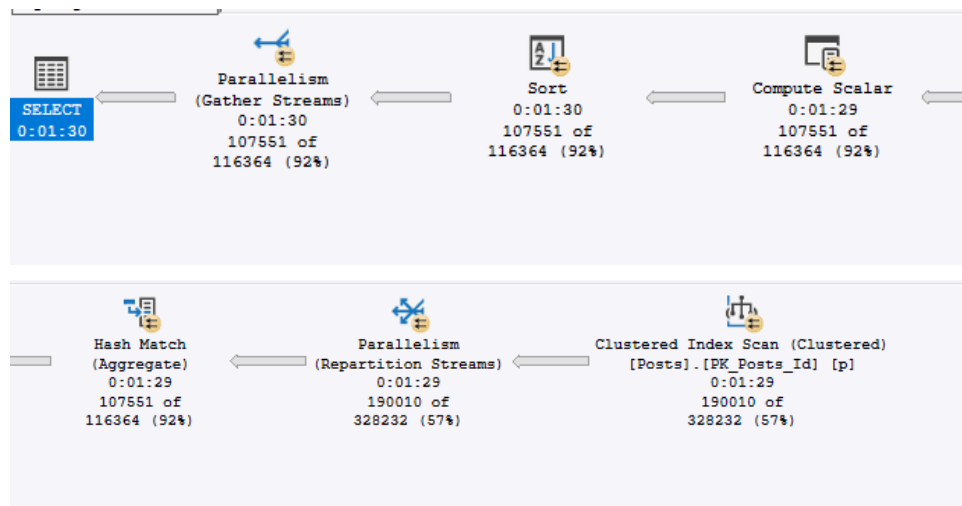 SELECT
0:01:30
Parallelism
(Gather Streams)
0:01:30
107551 of
116364 (92%)
Sort
0:01:30
107551 of
116364 (92%)
Compute Scalar
0:01:29
107551 of
116364 (92%)
Hash Match
(Aggregate)
0:01:29
107551 of
116364 (92%)
Parallelism
(Repartition Streams)
0:01:29
190010 of
328232 (57%)
Clustered Index Scan (Clustered)
[Posts].[PK_Posts_Id] [p]
0:01:29
190010 of
328232 (57%)